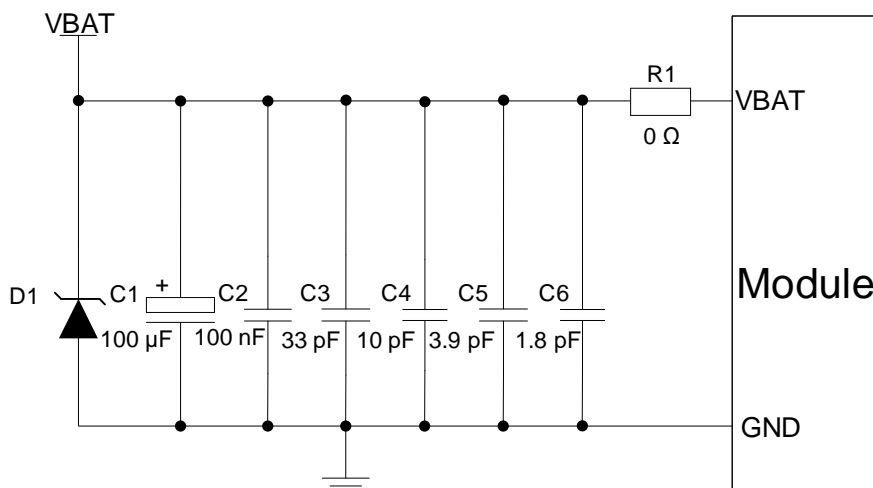 VBAT
R1
VBAT
0 Ω
Module
D1
C1
+
C2
C3
C4
C5
C6
100 µF
100 nF
33 pF
10 pF
3.9 pF
1.8 pF
GND